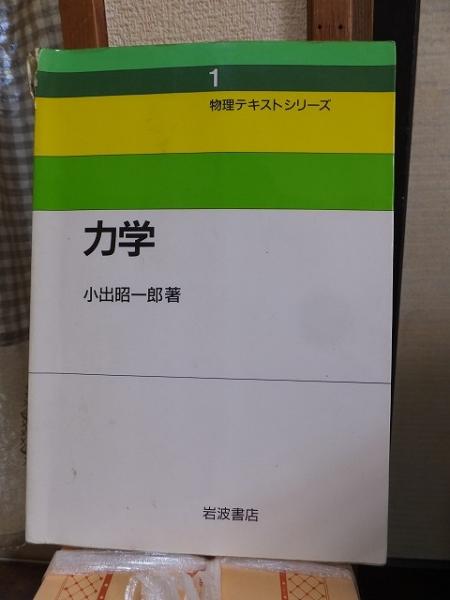 1
物理テキストシリーズ
力学
小出昭一郎著
岩波書店